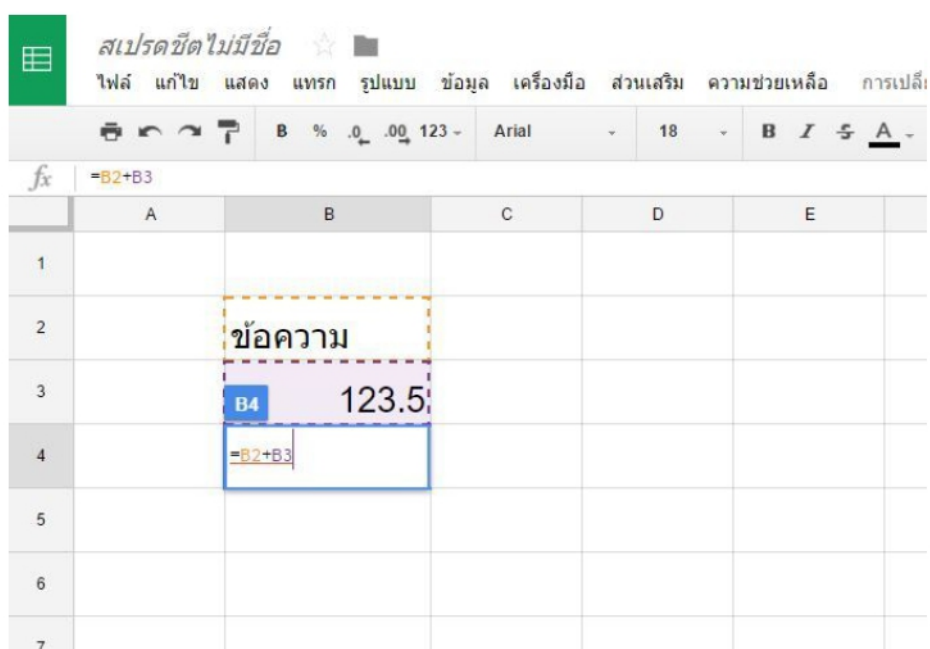 สเปรดชีตไม่มีชื่อ
ไฟล์ แก้ไข แสดง แทรก รูปแบบ ข้อมูล เครื่องมือ ส่วนเสริม ความช่วยเหลือ
B % .0 .00 123 Arial 18 B I S A
fx =B2+B3
A B C D E
1
2 ข้อความ
3 B4 123.5
4 =B2+B3
5
6
7